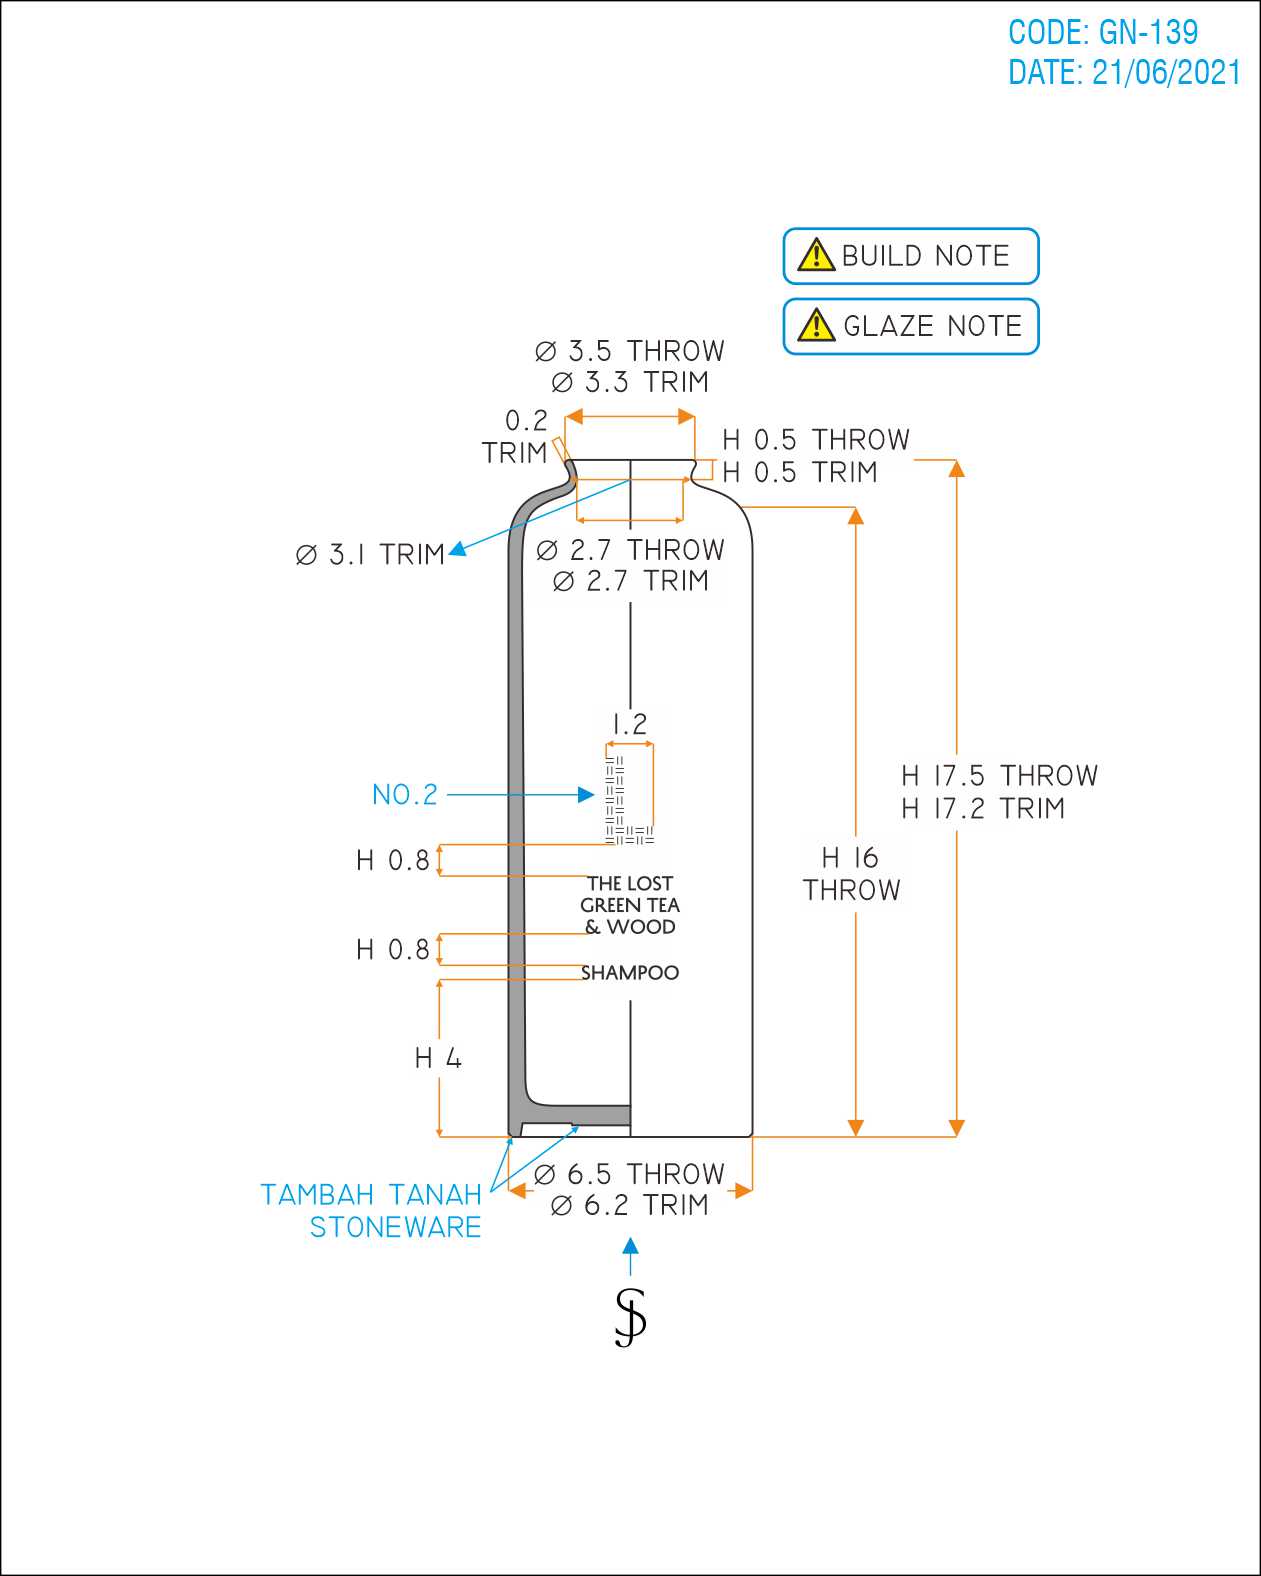 CODE: GN-139
DATE: 21/06/2021
BUILD NOTE
GLAZE NOTE
Ø 3.5 THROW
Ø 3.3 TRIM
0.2
TRIM
H 0.5 THROW
H 0.5 TRIM
Ø 3.1 TRIM
Ø 2.7 THROW
Ø 2.7 TRIM
1.2
NO.2
H 17.5 THROW
H 17.2 TRIM
H 16
THROW
H 0.8
THE LOST
GREEN TEA
& WOOD
H 0.8
SHAMPOO
H 4
Ø 6.5 THROW
Ø 6.2 TRIM
TAMBAH TANAH
STONEWARE